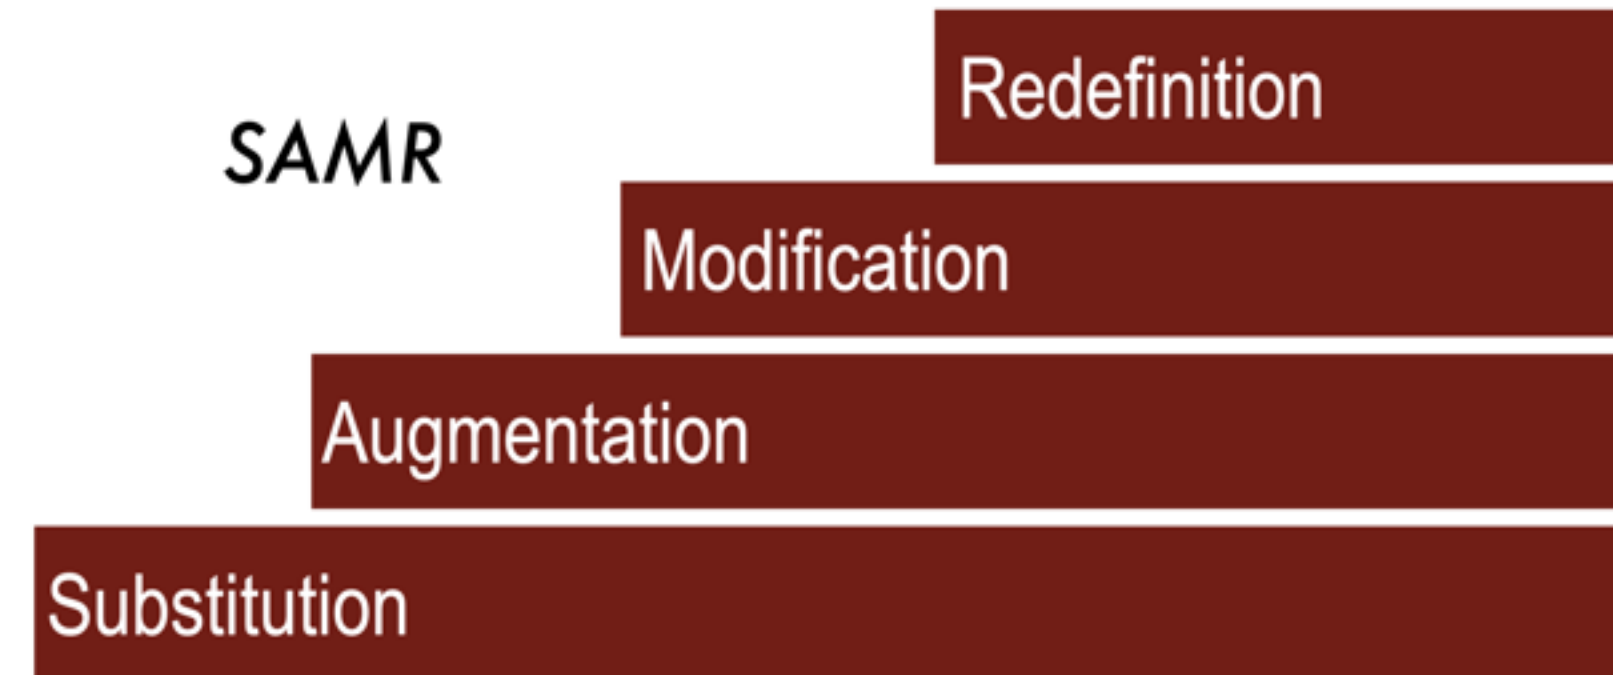 Redefinition
SAMR
Modification
Augmentation
Substitution